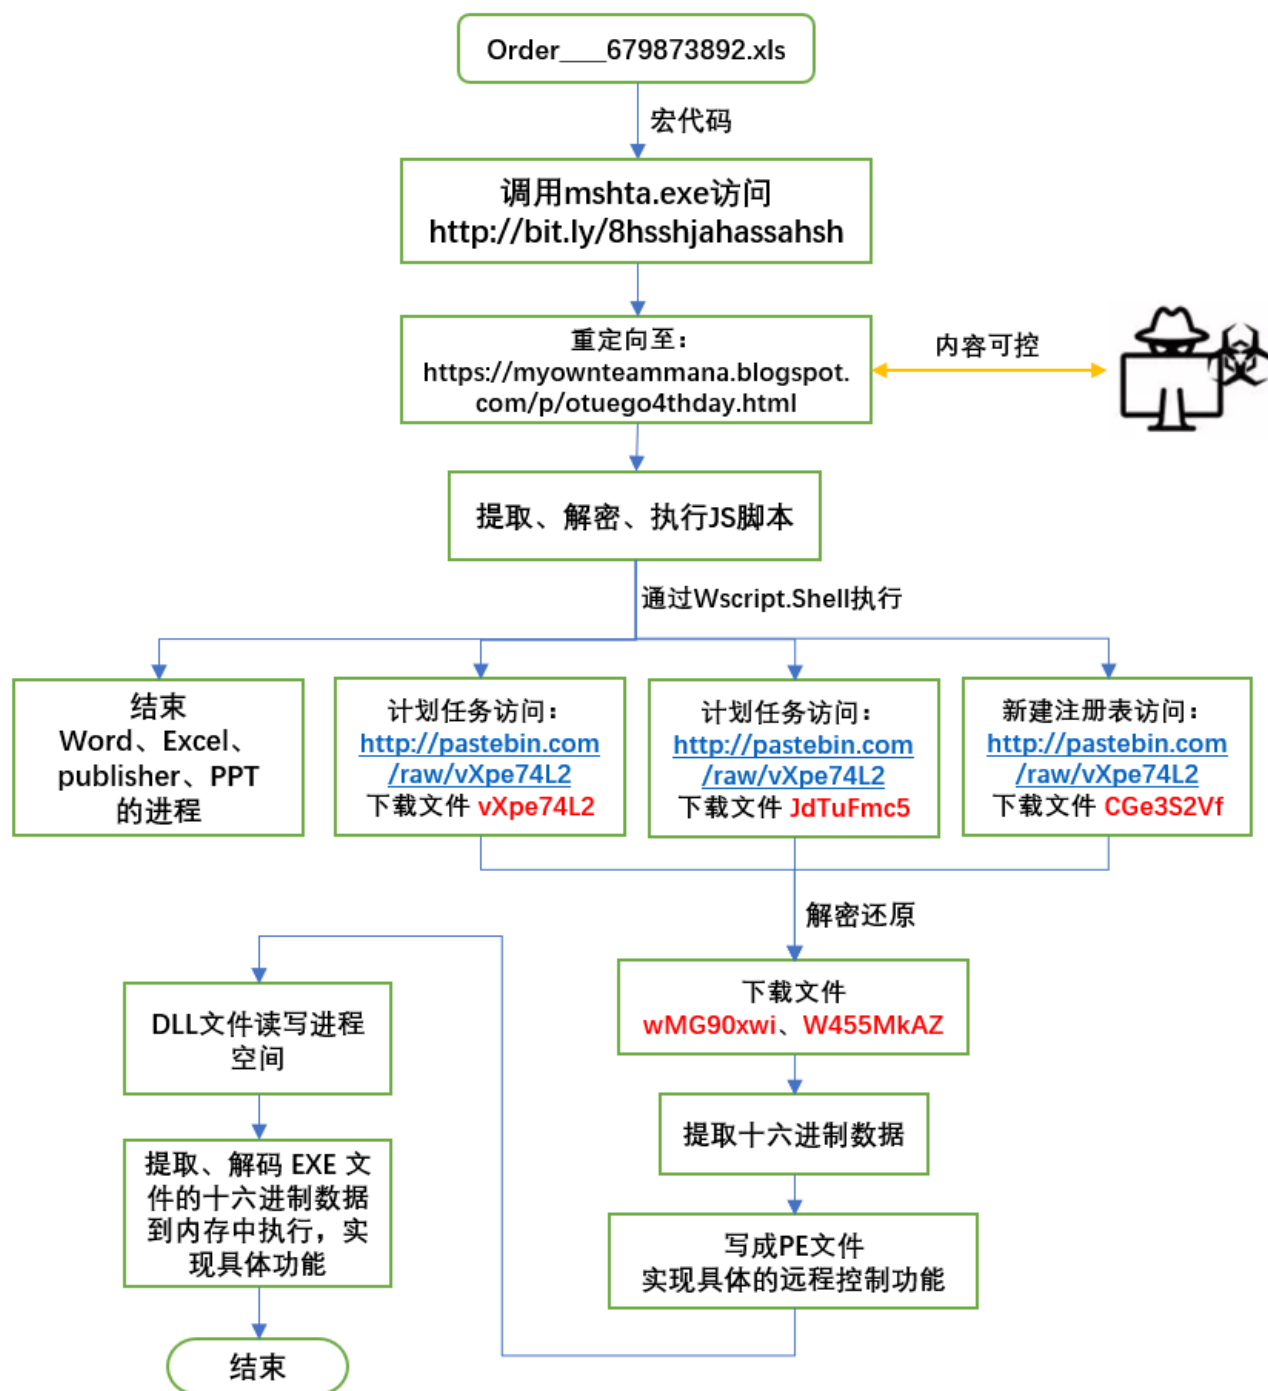 Order___679873892.xls
宏代码
调用mshta.exe访问
http://bit.ly/8hsshjahassahsh
重定向至：
https://myownteammana.blogspot.
com/p/otuego4thday.html
内容可控
提取、解密、执行JS脚本
通过Wscript.Shell执行
结束
Word、Excel、
publisher、PPT
的进程
计划任务访问：
http://pastebin.com
/raw/vXpe74L2
下载文件 vXpe74L2
计划任务访问：
http://pastebin.com
/raw/vXpe74L2
下载文件 JdTuFmc5
新建注册表访问：
http://pastebin.com
/raw/vXpe74L2
下载文件 CGe3S2Vf
解密还原
下载文件
wMG90xwi、W455MkAZ
提取十六进制数据
写成PE文件
实现具体的远程控制功能
DLL文件读写进程
空间
提取、解码 EXE 文
件的十六进制数据
到内存中执行，实
现具体功能
结束